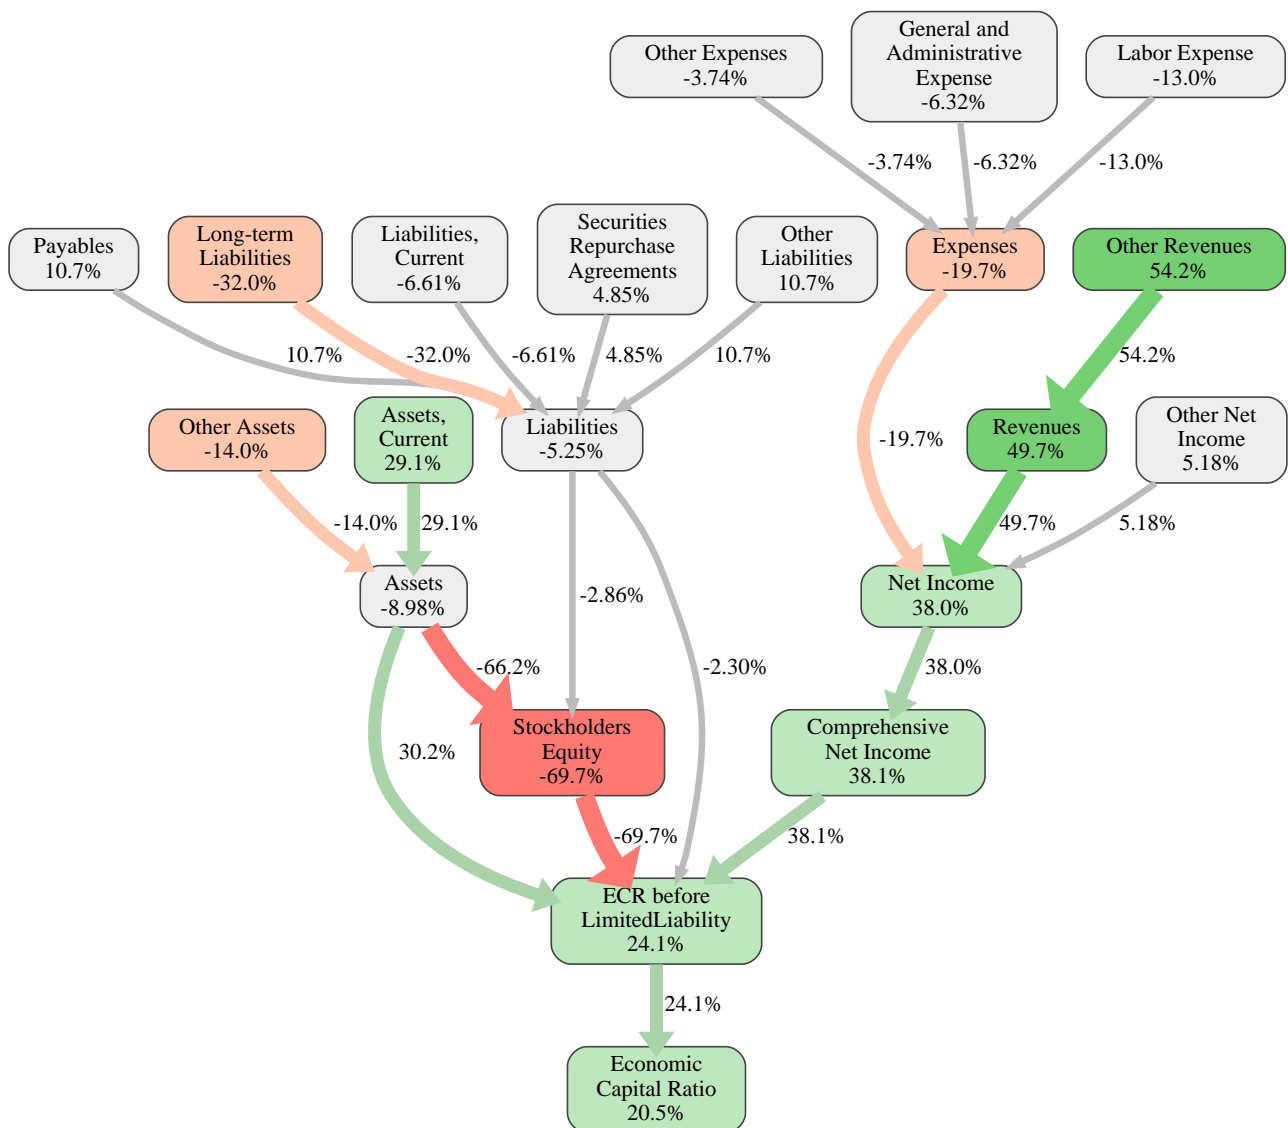 Other Expenses
-3.74%
General and
Administrative
Expense
-6.32%
Labor Expense
-13.0%
-3.74%
-6.32%
-13.0%
Payables
10.7%
Long-term
Liabilities
-32.0%
Liabilities,
Current
-6.61%
Securities
Repurchase
Agreements
4.85%
Other
Liabilities
10.7%
Expenses
-19.7%
Other Revenues
54.2%
10.7%
-32.0%
-6.61%
4.85%
10.7%
54.2%
Other Assets
-14.0%
Assets,
Current
29.1%
Liabilities
-5.25%
-19.7%
Revenues
49.7%
Other Net
Income
5.18%
-14.0%
29.1%
49.7%
5.18%
Assets
-8.98%
-2.86%
Net Income
38.0%
-66.2%
-2.30%
38.0%
30.2%
Stockholders
Equity
-69.7%
Comprehensive
Net Income
38.1%
-69.7%
38.1%
ECR before
LimitedLiability
24.1%
24.1%
Economic
Capital Ratio
20.5%